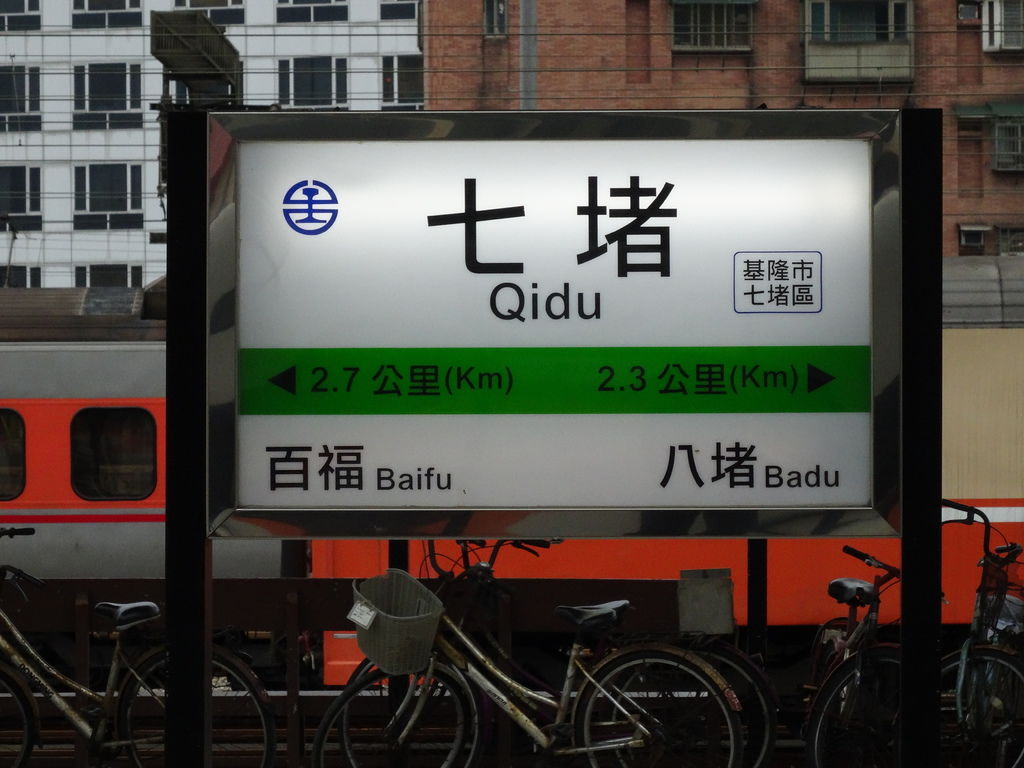 七堵
Qidu
基隆市
七堵區
◀ 2.7 公里(Km) 2.3 公里(Km) ▶
百福 Baifu 八堵 Badu